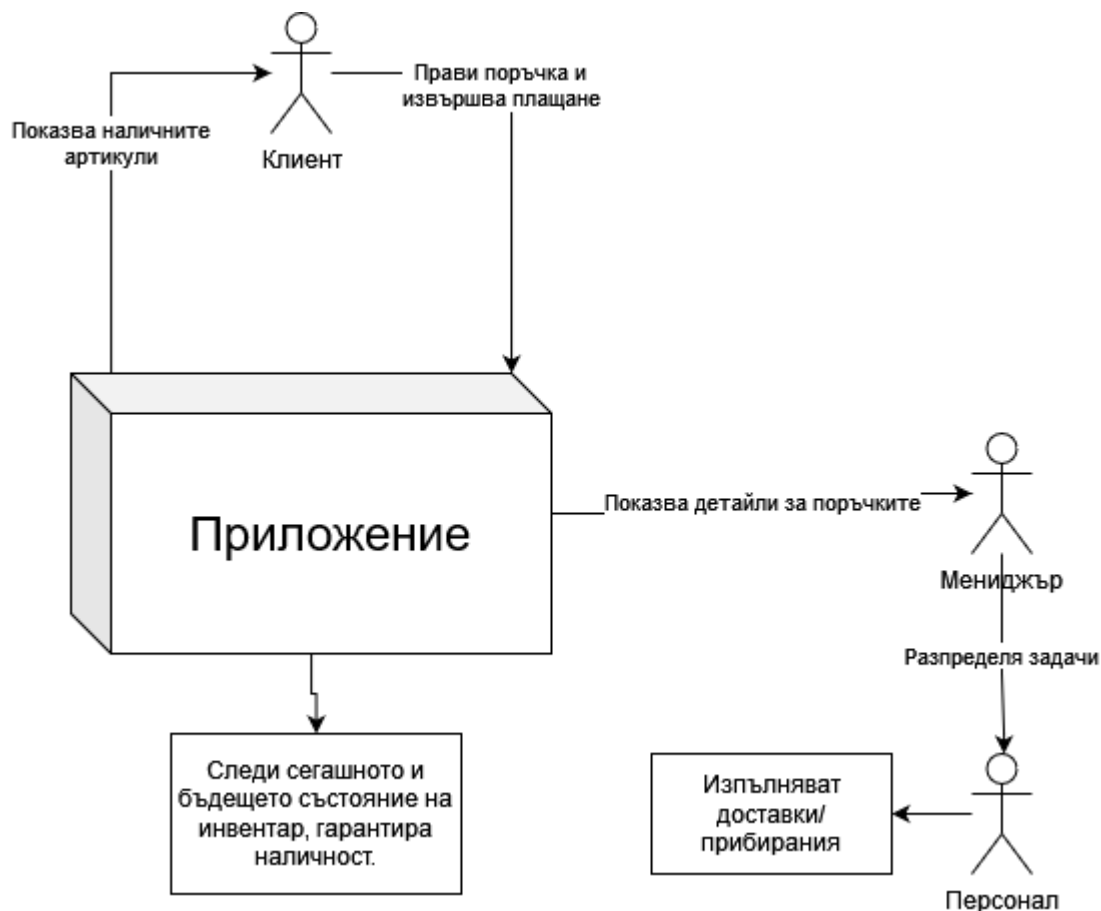 Прави поръчка и
извършва плащане
Показва наличните
артикули
Клиент
Приложение
Показва детайли за поръчките
Мениджър
Разпределя задачи
Следи сегашното и
бъдещето състояние на
инвентар, гарантира
наличност.
Изпълняват
доставки/
прибирания
Персонал